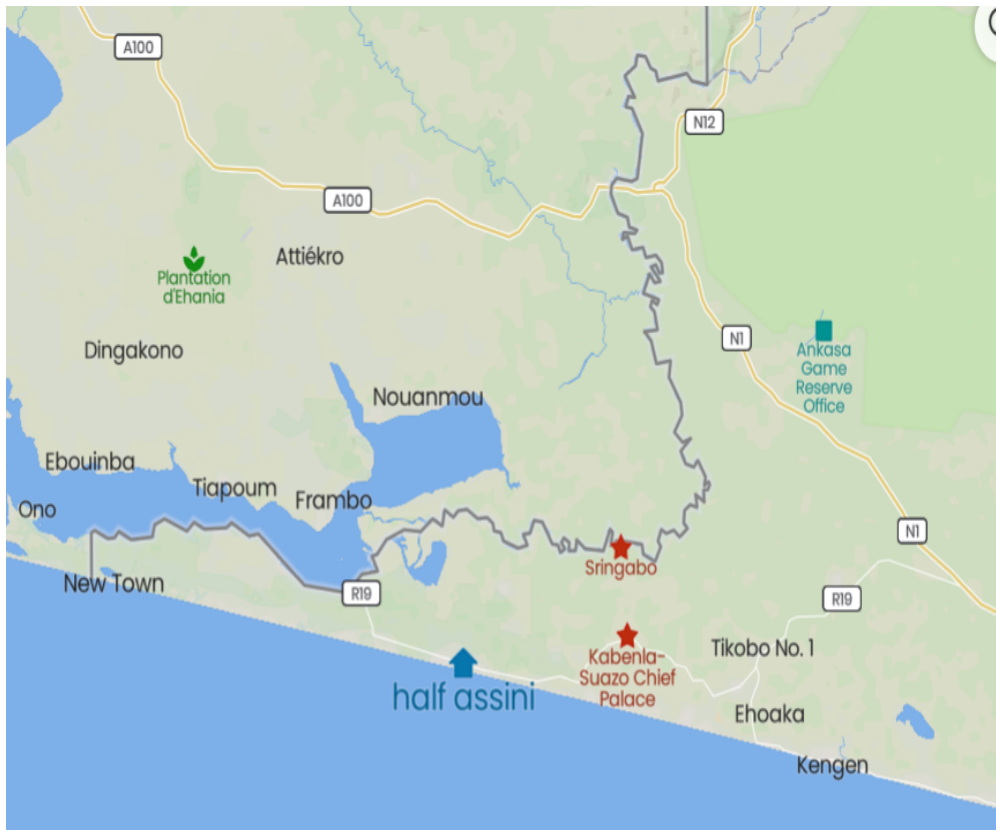 A100
N12
A100
Attiékro
Plantation
d'Ehania
N1
Dingakono
Ankasa
Game
Reserve
Office
Nouanmou
Ebouinba
Tiapoum
Frambo
Ono
N1
Sringabo
New Town
R19
R19
Tikobo No. 1
Kabenla-
Suazo Chief
Palace
half assini
Ehoaka
Kengen